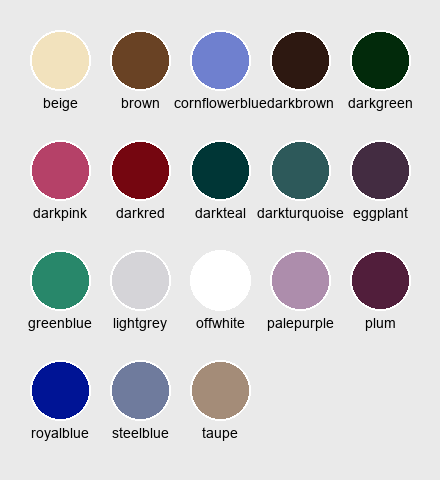 beige brown cornflowerblue darkbrown darkgreen
darkpink darkred darkteal darkturquoise eggplant
greenblue lightgrey offwhite palepurple plum
royalblue steelblue taupe